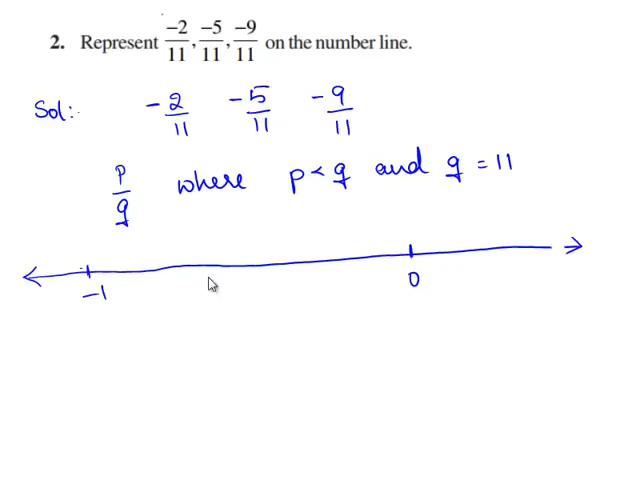 2. Represent -2/11, -5/11, -9/11 on the number line.
Sol: -2/11 -5/11 -9/11
p/q where p < q and q = 11
-1 0